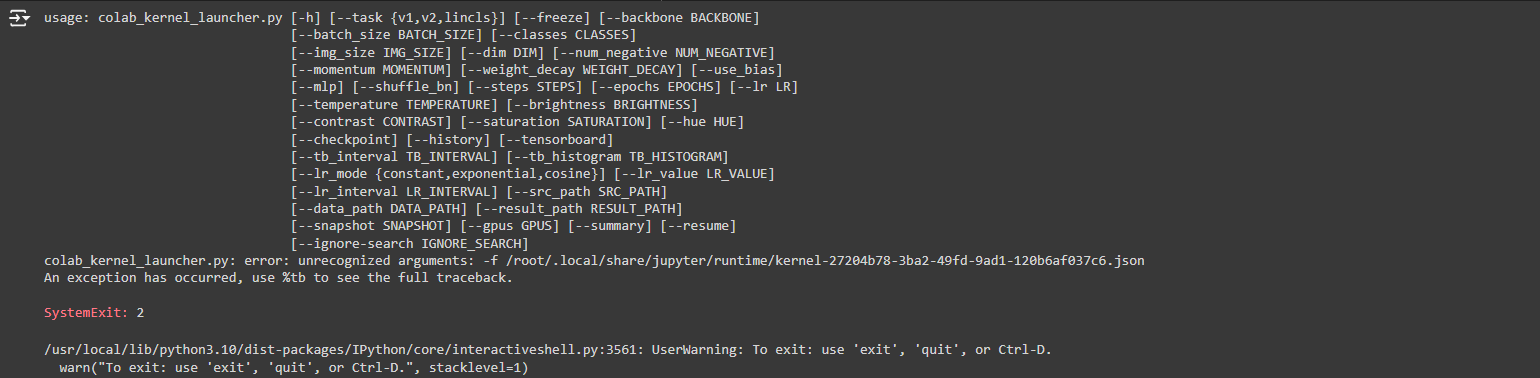 usage: colab_kernel_launcher.py [-h] [--task {v1,v2,lincls}] [--freeze] [--backbone BACKBONE]
[--batch_size BATCH_SIZE] [--classes CLASSES]
[--img_size IMG_SIZE] [--dim DIM] [--num_negative NUM_NEGATIVE]
[--momentum MOMENTUM] [--weight_decay WEIGHT_DECAY] [--use_bias]
[--mlp] [--shuffle_bn] [--steps STEPS] [--epochs EPOCHS] [--lr LR]
[--temperature TEMPERATURE] [--brightness BRIGHTNESS]
[--contrast CONTRAST] [--saturation SATURATION] [--hue HUE]
[--checkpoint] [--history] [--tensorboard]
[--tb_interval TB_INTERVAL] [--tb_histogram TB_HISTOGRAM]
[--lr_mode {constant,exponential,cosine}] [--lr_value LR_VALUE]
[--lr_interval LR_INTERVAL] [--src_path SRC_PATH]
[--data_path DATA_PATH] [--result_path RESULT_PATH]
[--snapshot SNAPSHOT] [--gpus GPUS] [--summary] [--resume]
[--ignore-search IGNORE_SEARCH]
colab_kernel_launcher.py: error: unrecognized arguments: -f /root/.local/share/jupyter/runtime/kernel-27204b78-3ba2-49fd-9ad1-120b6af037c6.json
An exception has occurred, use %tb to see the full traceback.
SystemExit: 2
/usr/local/lib/python3.10/dist-packages/IPython/core/interactiveshell.py:3561: UserWarning: To exit: use 'exit', 'quit', or Ctrl-D.
warn("To exit: use 'exit', 'quit', or Ctrl-D.", stacklevel=1)